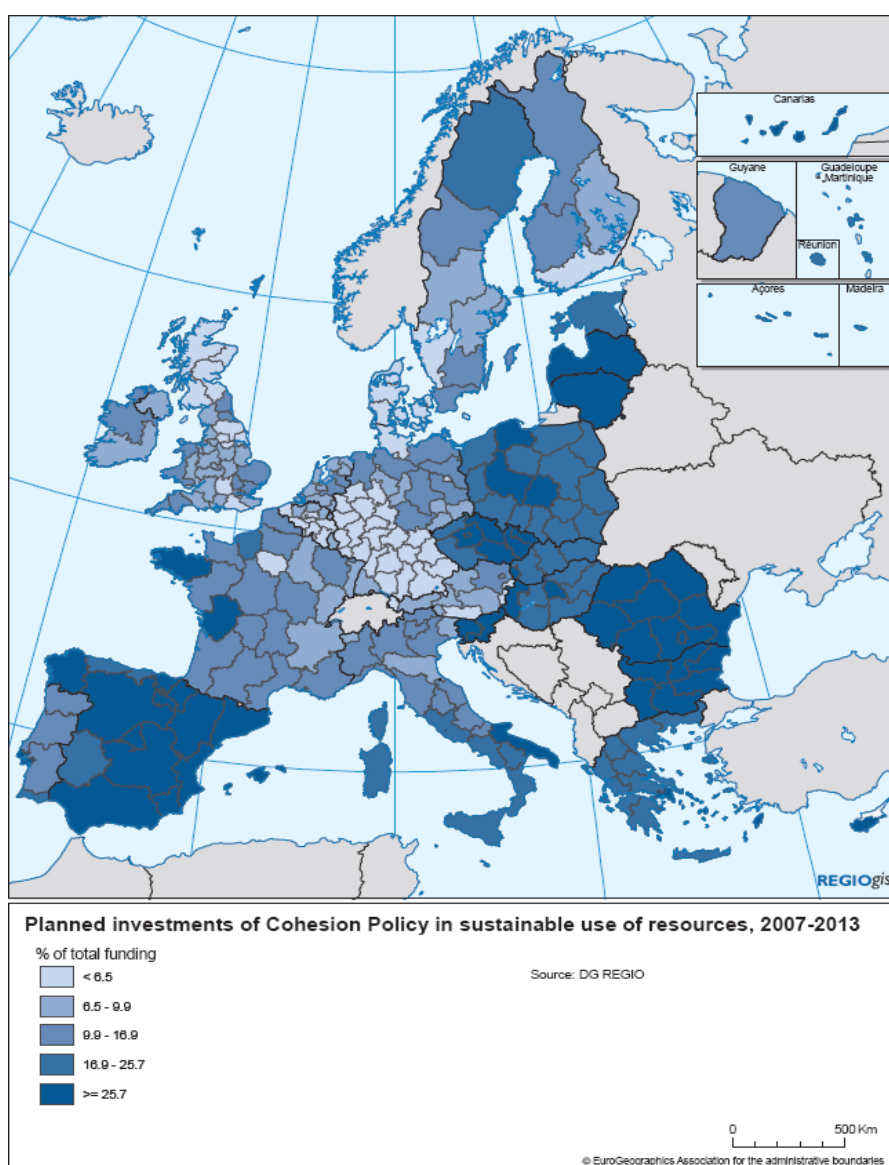 Canarias
Guyane
Guadeloupe
Martinique
Réunion
Açores
Madeira
REGIOgis
Planned investments of Cohesion Policy in sustainable use of resources, 2007-2013
% of total funding
< 6.5
6.5 - 9.9
9.9 - 16.9
16.9 - 25.7
>= 25.7
Source: DG REGIO
0 500 Km
© EuroGeographics Association for the administrative boundaries